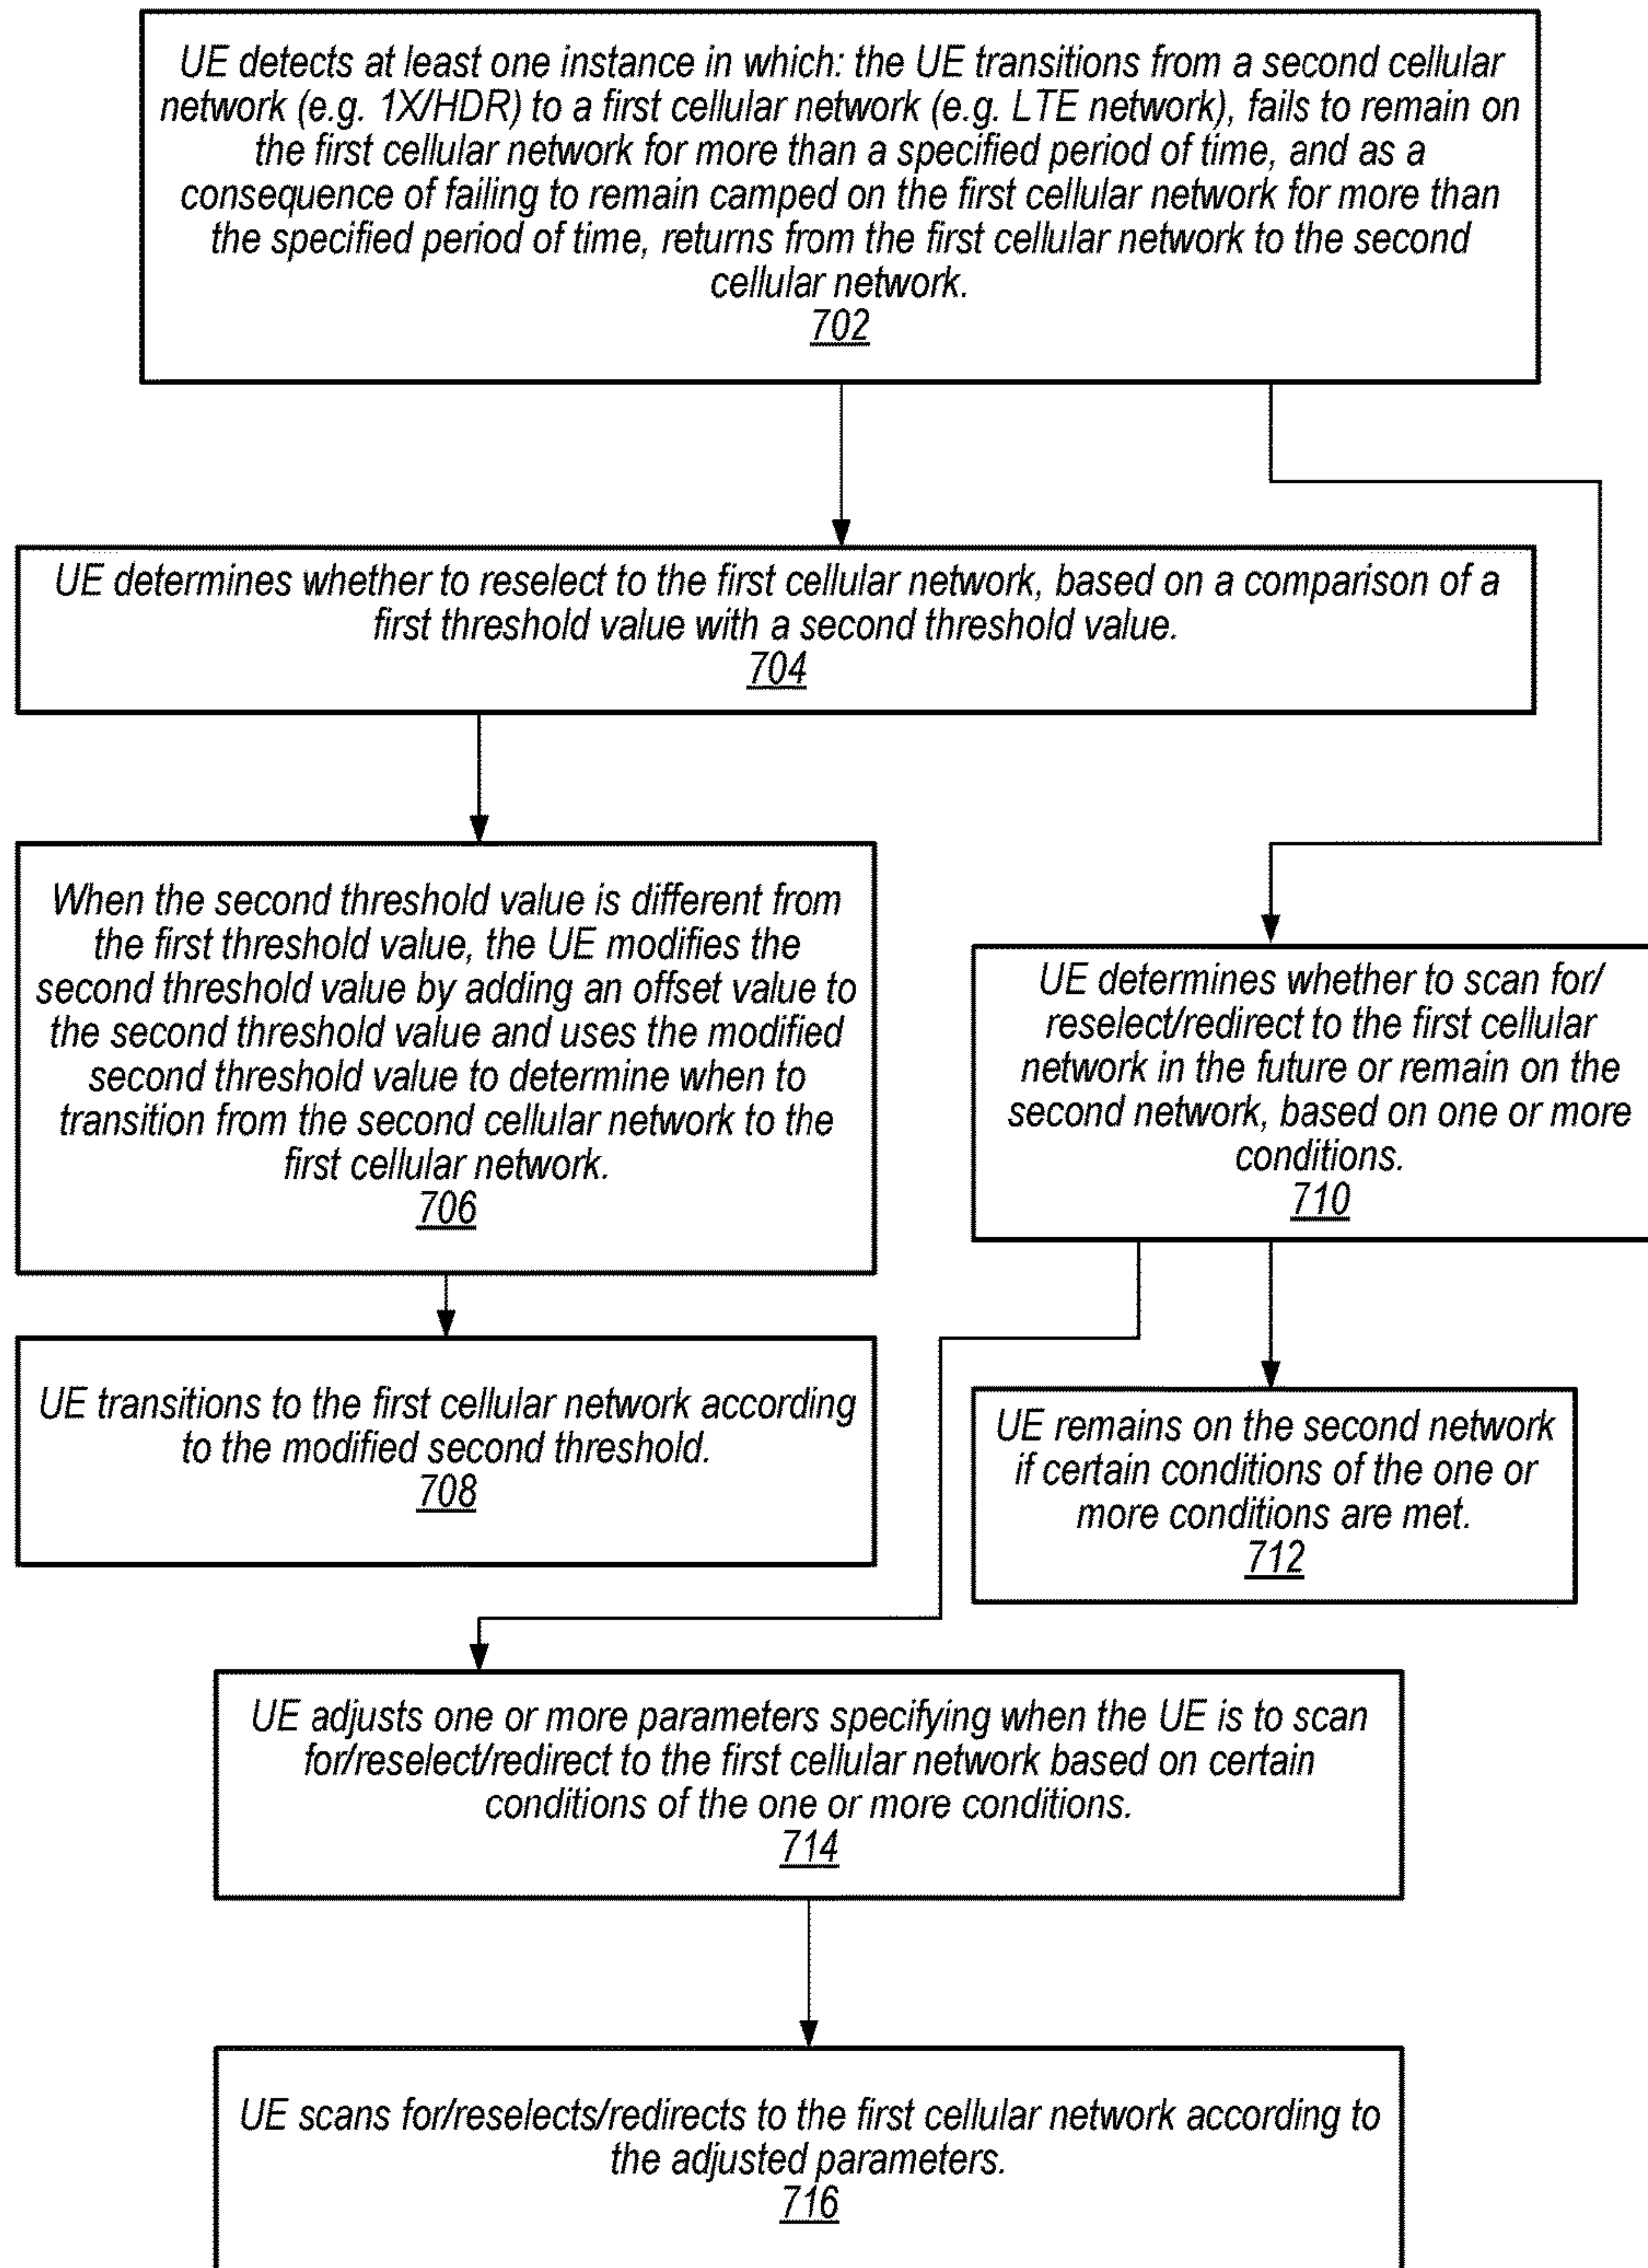 UE detects at least one instance in which: the UE transitions from a second cellular
network (e.g. 1X/HDR) to a first cellular network (e.g. LTE network), fails to remain on
the first cellular network for more than a specified period of time, and as a
consequence of failing to remain camped on the first cellular network for more than
the specified period of time, returns from the first cellular network to the second
cellular network.
702
UE determines whether to reselect to the first cellular network, based on a comparison of a
first threshold value with a second threshold value.
704
When the second threshold value is different from
the first threshold value, the UE modifies the
second threshold value by adding an offset value to
the second threshold value and uses the modified
second threshold value to determine when to
transition from the second cellular network to the
first cellular network.
706
UE determines whether to scan for/
reselect/redirect to the first cellular
network in the future or remain on the
second network, based on one or more
conditions.
710
UE transitions to the first cellular network according
to the modified second threshold.
708
UE remains on the second network
if certain conditions of the one or
more conditions are met.
712
UE adjusts one or more parameters specifying when the UE is to scan
for/reselect/redirect to the first cellular network based on certain
conditions of the one or more conditions.
714
UE scans for/reselects/redirects to the first cellular network according to
the adjusted parameters.
716